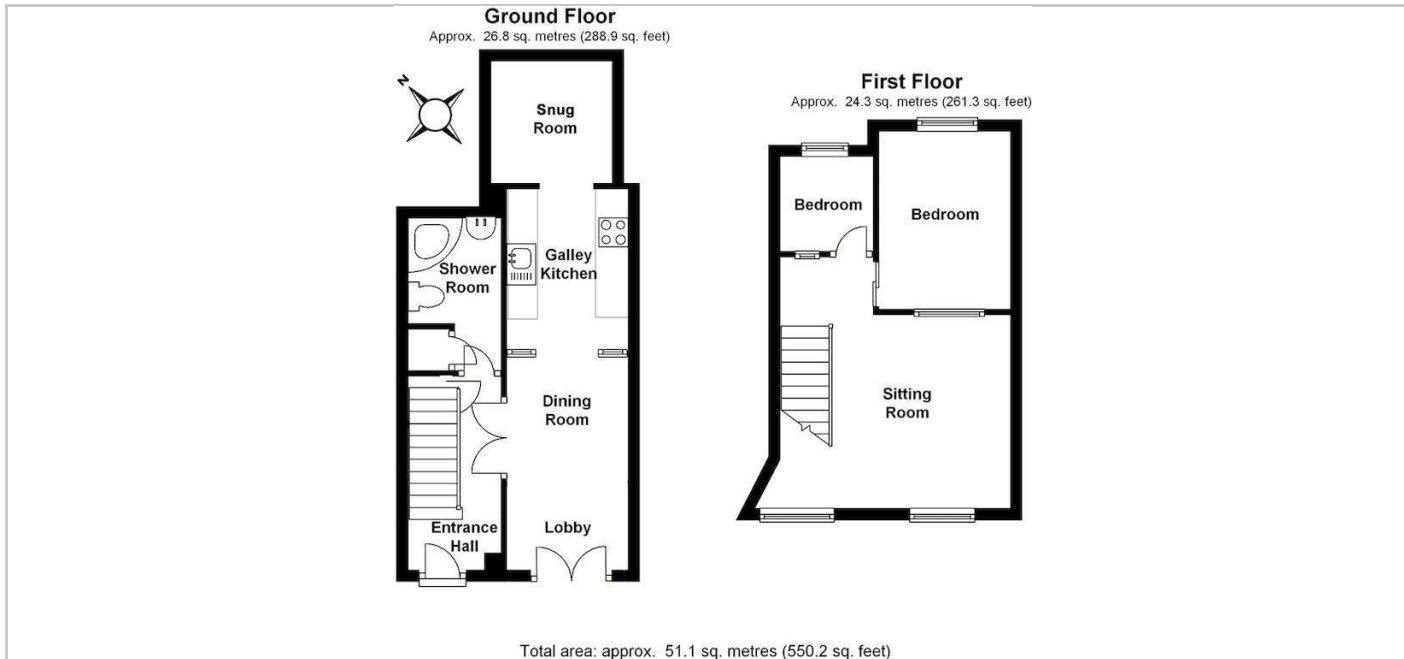 Ground Floor
Approx. 26.8 sq. metres (288.9 sq. feet)
N
Snug
Room
Galley
Kitchen
Shower
Room
Dining
Room
Entrance
Hall
Lobby
First Floor
Approx. 24.3 sq. metres (261.3 sq. feet)
Bedroom
Bedroom
Sitting
Room
Total area: approx. 51.1 sq. metres (550.2 sq. feet)